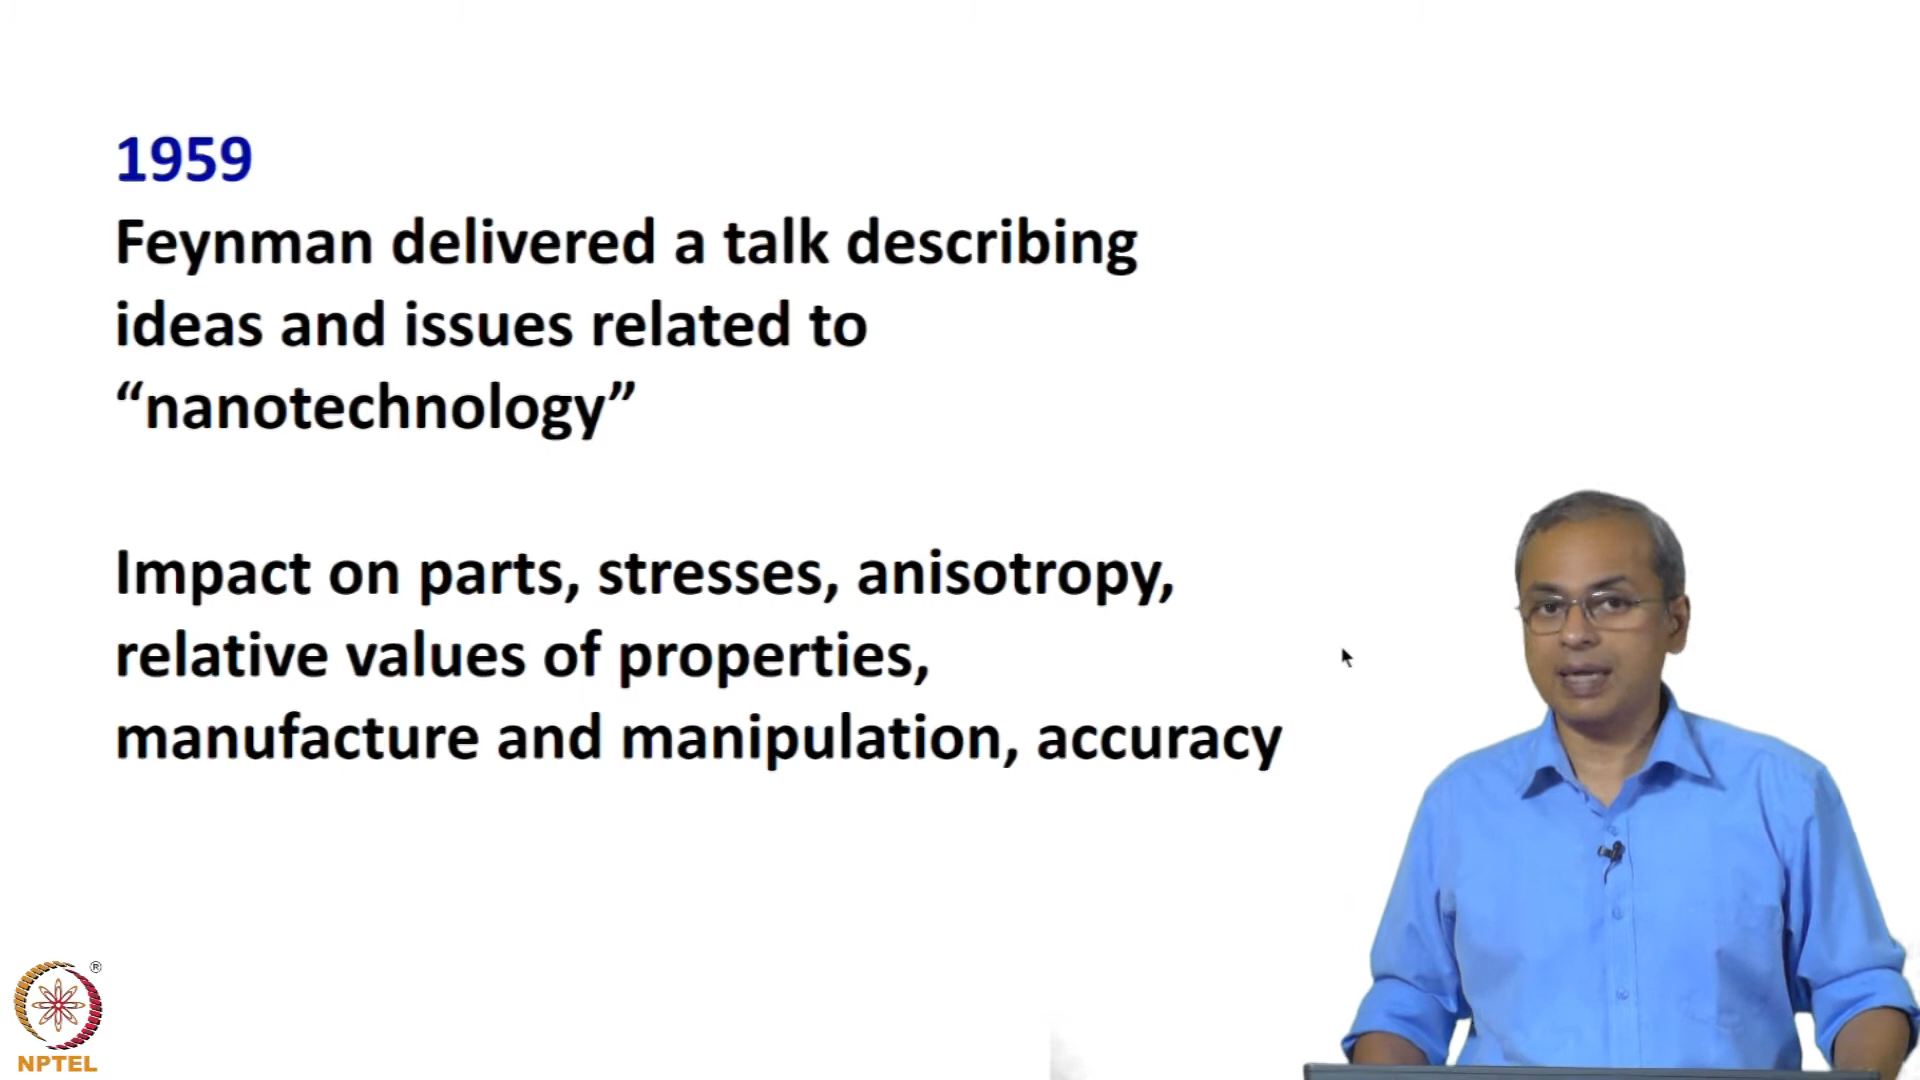 1959
Feynman delivered a talk describing
ideas and issues related to
“nanotechnology”
Impact on parts, stresses, anisotropy,
relative values of properties,
manufacture and manipulation, accuracy
®
NPTEL